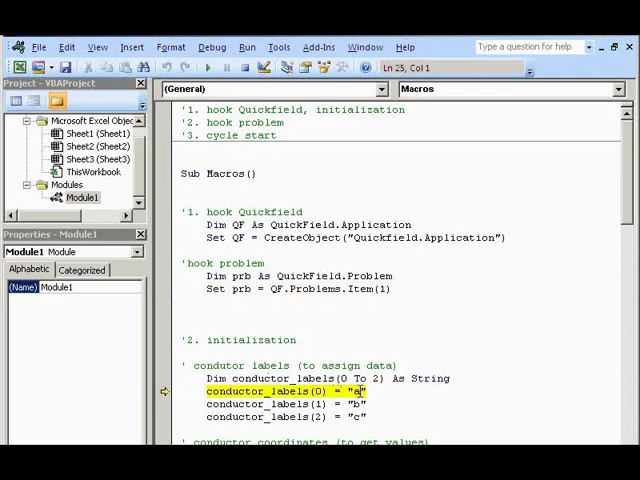 File Edit View Insert Format Debug Run Tools Add-Ins Window Help Type a question for help
Ln 25, Col 1
Project - VBAProject
Microsoft Excel Objec
Sheet1 (Sheet1)
Sheet2 (Sheet2)
Sheet3 (Sheet3)
ThisWorkbook
Modules
Module1
Properties - Module1
Module1 Module
Alphabetic Categorized
(Name) Module1
(General) Macros
'1. hook Quickfield, initialization
'2. hook problem
'3. cycle start
Sub Macros()
'1. hook Quickfield
Dim QF As QuickField.Application
Set QF = CreateObject("Quickfield.Application")
'hook problem
Dim prb As QuickField.Problem
Set prb = QF.Problems.Item(1)
'2. initialization
' condutor labels (to assign data)
Dim conductor_labels(0 To 2) As String
conductor_labels(0) = "a"
conductor_labels(1) = "b"
conductor_labels(2) = "c"
' conductor coordinates (to get values)